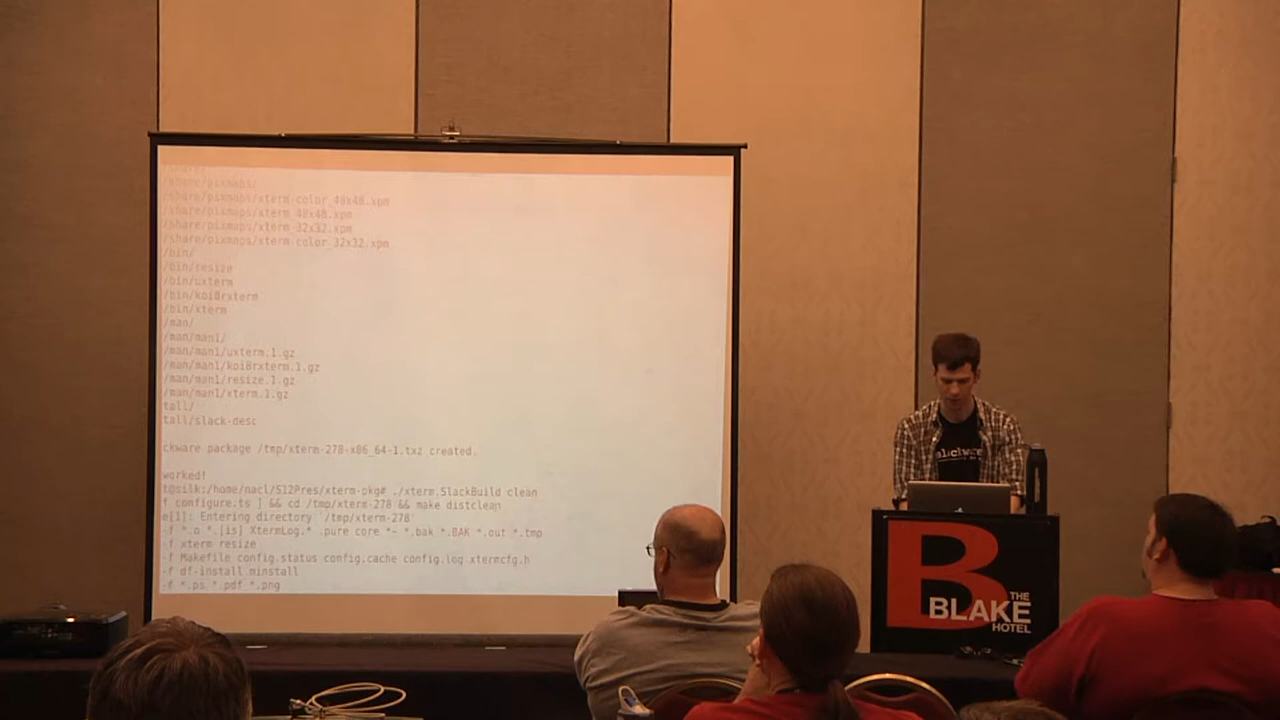 /share/
/share/pixmaps/
/share/pixmaps/xterm-color_48x48.xpm
/share/pixmaps/xterm_48x48.xpm
/share/pixmaps/xterm_32x32.xpm
/share/pixmaps/xterm-color_32x32.xpm
/bin/
/bin/resize
/bin/uxterm
/bin/koi8rxterm
/bin/xterm
/man/
/man/man1/
/man/man1/uxterm.1.gz
/man/man1/koi8rxterm.1.gz
/man/man1/resize.1.gz
/man/man1/xterm.1.gz
tall/
tall/slack-desc
ckware package /tmp/xterm-278-x86_64-1.txz created.
worked!
t@silk:/home/nacl/S12Pres/xterm-pkg# ./xterm.SlackBuild clean
f configure.ts ] && cd /tmp/xterm-278 && make distclean
e[1]: Entering directory `/tmp/xterm-278'
-f *.o *.[is] XtermLog.* .pure core *~ *.bak *.BAK *.out *.tmp
-f xterm resize
-f Makefile config.status config.cache config.log xtermcfg.h
-f df-install minstall
-f *.ps *.pdf *.png
slackware
B
THE
BLAKE
HOTEL